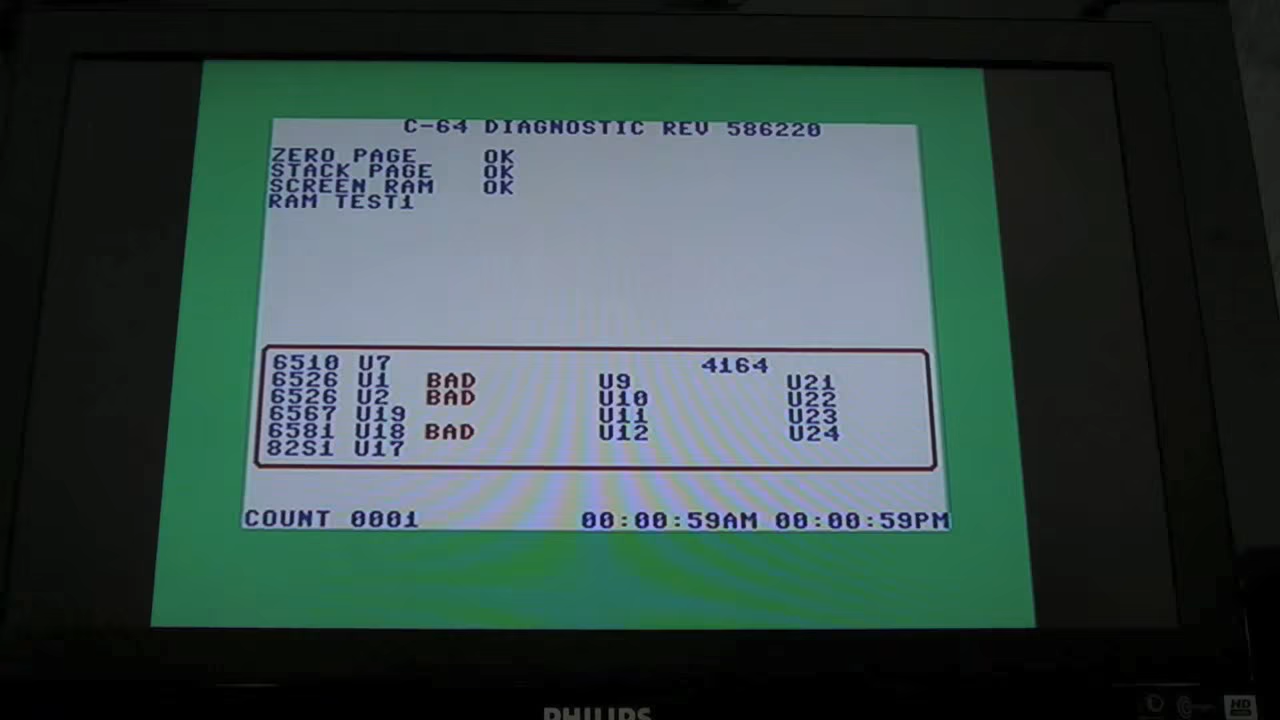 C-64 DIAGNOSTIC REV 586220
ZERO PAGE OK
STACK PAGE OK
SCREEN RAM OK
RAM TEST1
6510 U7 4164
6526 U1 BAD U9 U21
6526 U2 BAD U10 U22
6567 U19 U11 U23
6581 U18 BAD U12 U24
82S1 U17
COUNT 0001 00:00:59AM 00:00:59PM
PHILIPS
HD